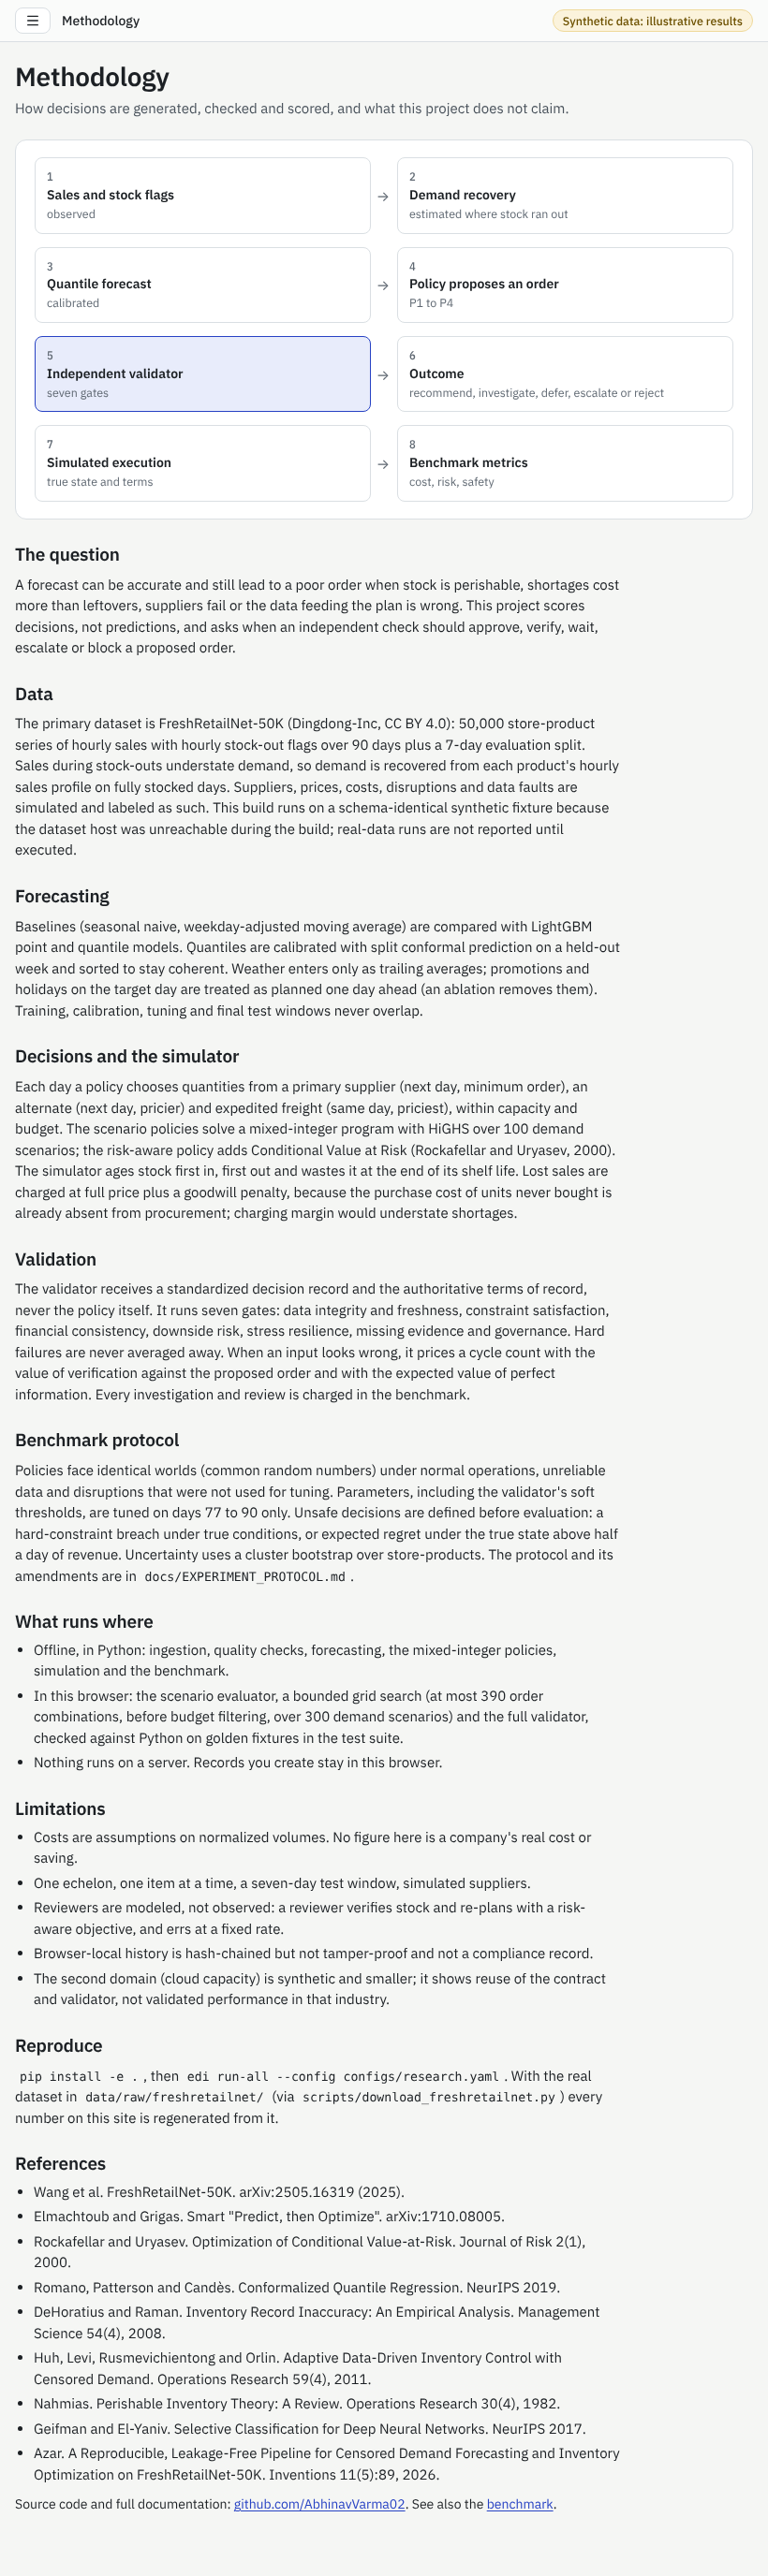 ☰ Methodology Synthetic data: illustrative results
Methodology
How decisions are generated, checked and scored, and what this project does not claim.
1
Sales and stock flags
observed
→
2
Demand recovery
estimated where stock ran out
3
Quantile forecast
calibrated
→
4
Policy proposes an order
P1 to P4
5
Independent validator
seven gates
→
6
Outcome
recommend, investigate, defer, escalate or reject
7
Simulated execution
true state and terms
→
8
Benchmark metrics
cost, risk, safety
The question
A forecast can be accurate and still lead to a poor order when stock is perishable, shortages cost
more than leftovers, suppliers fail or the data feeding the plan is wrong. This project scores
decisions, not predictions, and asks when an independent check should approve, verify, wait,
escalate or block a proposed order.
Data
The primary dataset is FreshRetailNet-50K (Dingdong-Inc, CC BY 4.0): 50,000 store-product
series of hourly sales with hourly stock-out flags over 90 days plus a 7-day evaluation split.
Sales during stock-outs understate demand, so demand is recovered from each product's hourly
sales profile on fully stocked days. Suppliers, prices, costs, disruptions and data faults are
simulated and labeled as such. This build runs on a schema-identical synthetic fixture because
the dataset host was unreachable during the build; real-data runs are not reported until
executed.
Forecasting
Baselines (seasonal naive, weekday-adjusted moving average) are compared with LightGBM
point and quantile models. Quantiles are calibrated with split conformal prediction on a held-out
week and sorted to stay coherent. Weather enters only as trailing averages; promotions and
holidays on the target day are treated as planned one day ahead (an ablation removes them).
Training, calibration, tuning and final test windows never overlap.
Decisions and the simulator
Each day a policy chooses quantities from a primary supplier (next day, minimum order), an
alternate (next day, pricier) and expedited freight (same day, priciest), within capacity and
budget. The scenario policies solve a mixed-integer program with HiGHS over 100 demand
scenarios; the risk-aware policy adds Conditional Value at Risk (Rockafellar and Uryasev, 2000).
The simulator ages stock first in, first out and wastes it at the end of its shelf life. Lost sales are
charged at full price plus a goodwill penalty, because the purchase cost of units never bought is
already absent from procurement; charging margin would understate shortages.
Validation
The validator receives a standardized decision record and the authoritative terms of record,
never the policy itself. It runs seven gates: data integrity and freshness, constraint satisfaction,
financial consistency, downside risk, stress resilience, missing evidence and governance. Hard
failures are never averaged away. When an input looks wrong, it prices a cycle count with the
value of verification against the proposed order and with the expected value of perfect
information. Every investigation and review is charged in the benchmark.
Benchmark protocol
Policies face identical worlds (common random numbers) under normal operations, unreliable
data and disruptions that were not used for tuning. Parameters, including the validator's soft
thresholds, are tuned on days 77 to 90 only. Unsafe decisions are defined before evaluation: a
hard-constraint breach under true conditions, or expected regret under the true state above half
a day of revenue. Uncertainty uses a cluster bootstrap over store-products. The protocol and its
amendments are in docs/EXPERIMENT_PROTOCOL.md.
What runs where
• Offline, in Python: ingestion, quality checks, forecasting, the mixed-integer policies,
simulation and the benchmark.
• In this browser: the scenario evaluator, a bounded grid search (at most 390 order
combinations, before budget filtering, over 300 demand scenarios) and the full validator,
checked against Python on golden fixtures in the test suite.
• Nothing runs on a server. Records you create stay in this browser.
Limitations
• Costs are assumptions on normalized volumes. No figure here is a company's real cost or
saving.
• One echelon, one item at a time, a seven-day test window, simulated suppliers.
• Reviewers are modeled, not observed: a reviewer verifies stock and re-plans with a risk-
aware objective, and errs at a fixed rate.
• Browser-local history is hash-chained but not tamper-proof and not a compliance record.
• The second domain (cloud capacity) is synthetic and smaller; it shows reuse of the contract
and validator, not validated performance in that industry.
Reproduce
pip install -e . , then edi run-all --config configs/research.yaml . With the real
dataset in data/raw/freshretailnet/ (via scripts/download_freshretailnet.py ) every
number on this site is regenerated from it.
References
• Wang et al. FreshRetailNet-50K. arXiv:2505.16319 (2025).
• Elmachtoub and Grigas. Smart "Predict, then Optimize". arXiv:1710.08005.
• Rockafellar and Uryasev. Optimization of Conditional Value-at-Risk. Journal of Risk 2(1),
2000.
• Romano, Patterson and Candès. Conformalized Quantile Regression. NeurIPS 2019.
• DeHoratius and Raman. Inventory Record Inaccuracy: An Empirical Analysis. Management
Science 54(4), 2008.
• Huh, Levi, Rusmevichientong and Orlin. Adaptive Data-Driven Inventory Control with
Censored Demand. Operations Research 59(4), 2011.
• Nahmias. Perishable Inventory Theory: A Review. Operations Research 30(4), 1982.
• Geifman and El-Yaniv. Selective Classification for Deep Neural Networks. NeurIPS 2017.
• Azar. A Reproducible, Leakage-Free Pipeline for Censored Demand Forecasting and Inventory
Optimization on FreshRetailNet-50K. Inventions 11(5):89, 2026.
Source code and full documentation: github.com/AbhinavVarma02. See also the benchmark.